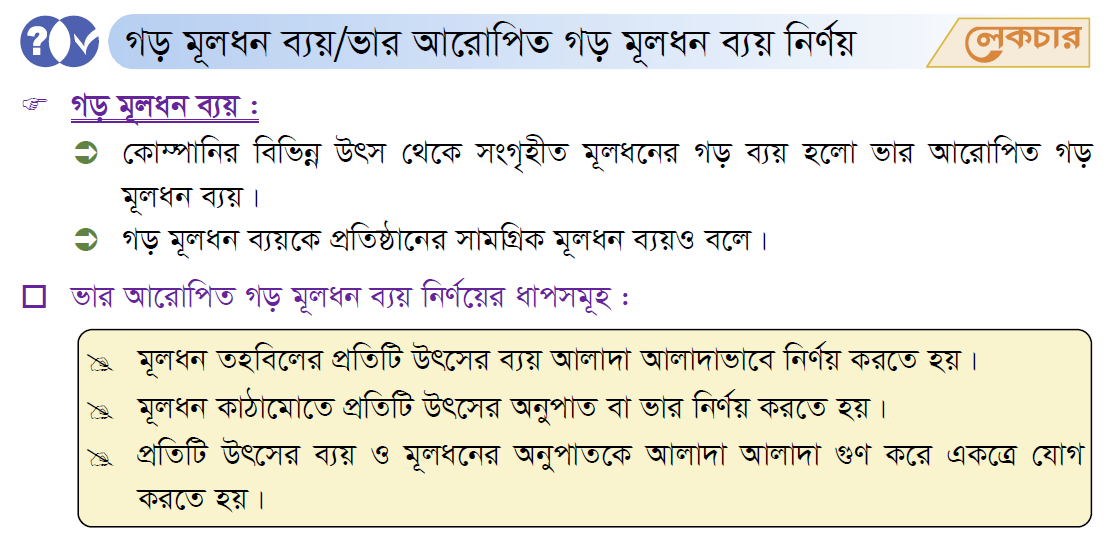 গড় মূলধন ব্যয়/ভার আরোপিত গড় মূলধন ব্যয় নির্ণয়
লেকচার
গড় মূলধন ব্যয় :
কোম্পানির বিভিন্ন উৎস থেকে সংগৃহীত মূলধনের গড় ব্যয় হলো ভার আরোপিত গড়
মূলধন ব্যয়।
গড় মূলধন ব্যয়কে প্রতিষ্ঠানের সামগ্রিক মূলধন ব্যয়ও বলে।
ভার আরোপিত গড় মূলধন ব্যয় নির্ণয়ের ধাপসমূহ :
মূলধন তহবিলের প্রতিটি উৎসের ব্যয় আলাদা আলাদাভাবে নির্ণয় করতে হয়।
মূলধন কাঠামোতে প্রতিটি উৎসের অনুপাত বা ভার নির্ণয় করতে হয়।
প্রতিটি উৎসের ব্যয় ও মূলধনের অনুপাতকে আলাদা আলাদা গুণ করে একত্রে যোগ
করতে হয়।